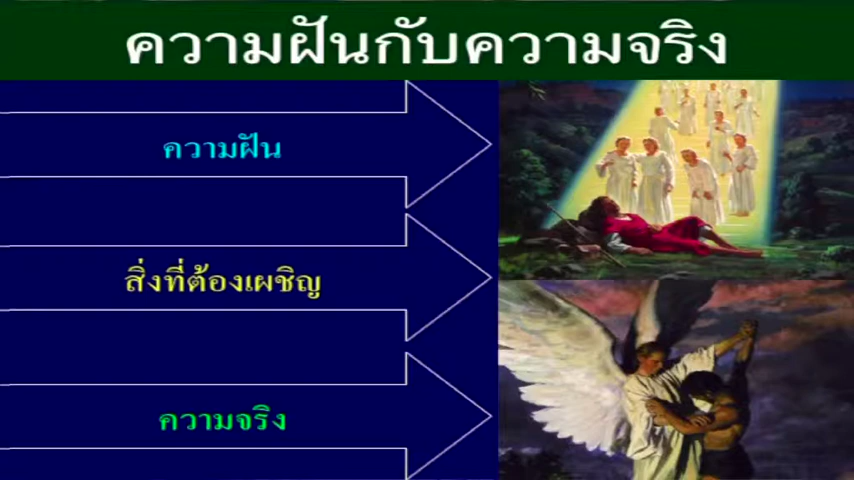 ความฝันกับความจริง
ความฝัน
สิ่งที่ต้องเผชิญ
ความจริง